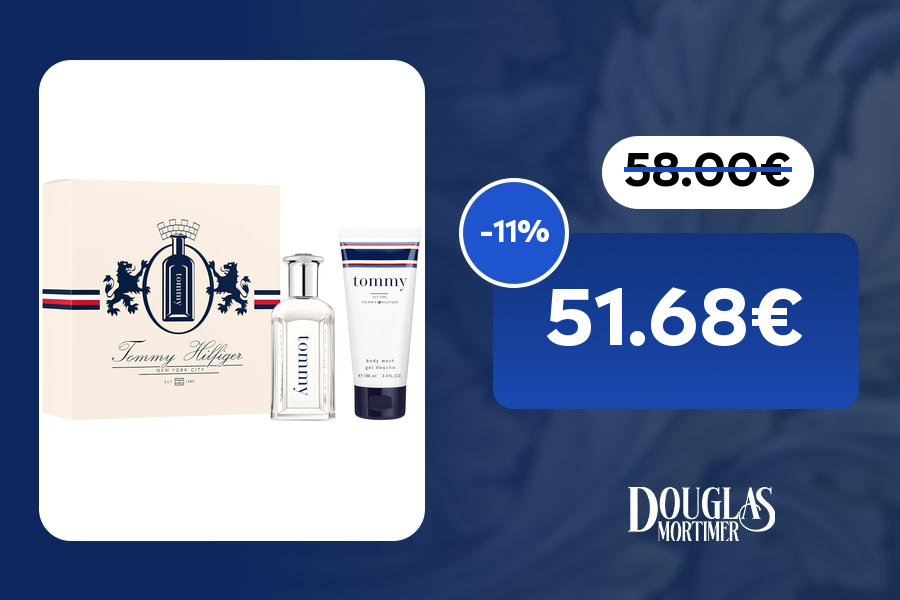 58.00€
-11%
51.68€
tommy
Tommy Hilfiger
NEW YORK CITY
EST 1985
tommy
tommy
EST 1985
TOMMY HILFIGER
body wash
gel douche
℮ 100 ml 3.4 FL.OZ.
DOUGLAS
MORTIMER